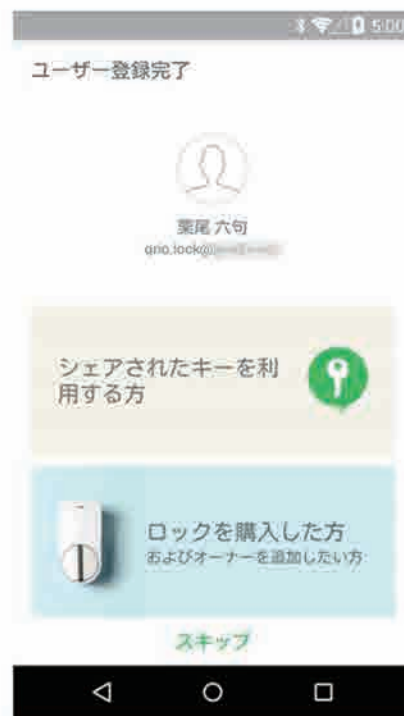 5:00
ユーザー登録完了
尾 六句
シェアされたキーを利
用する方
ロックを購入した方
およびオーナーを追加したい方
スキップ